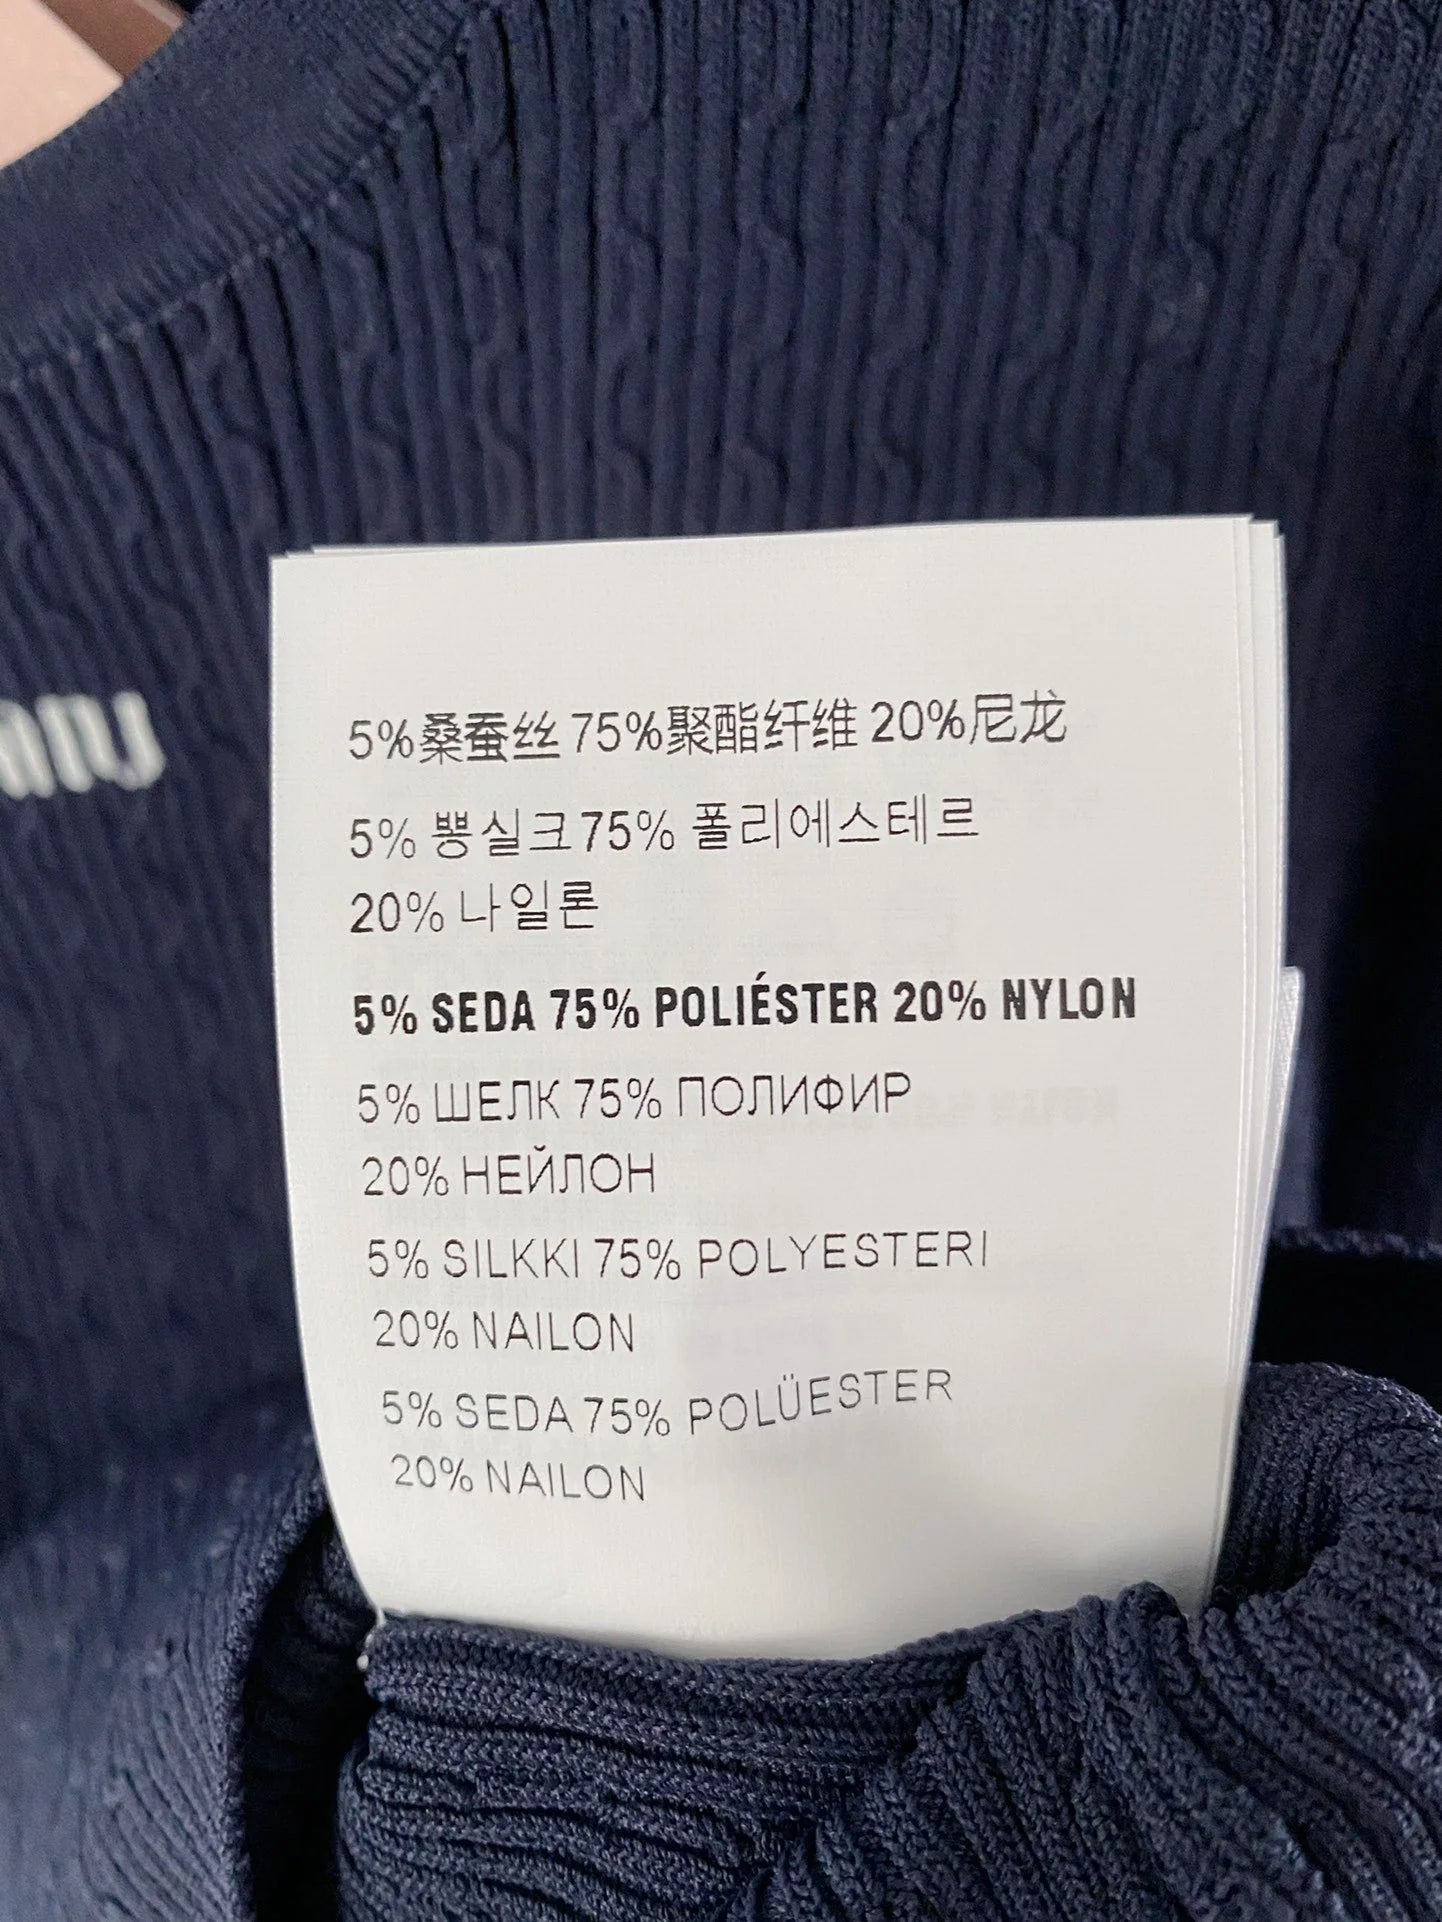 5%桑蚕丝 75%聚酯纤维 20%尼龙
5% 뽕실크 75% 폴리에스테르
20% 나일론
5% SEDA 75% POLIÉSTER 20% NYLON
5% ШЕЛК 75% ПОЛИФИР
20% НЕЙЛОН
5% SILKKI 75% POLYESTERI
20% NAILON
5% SEDA 75% POLÜESTER
20% NAILON